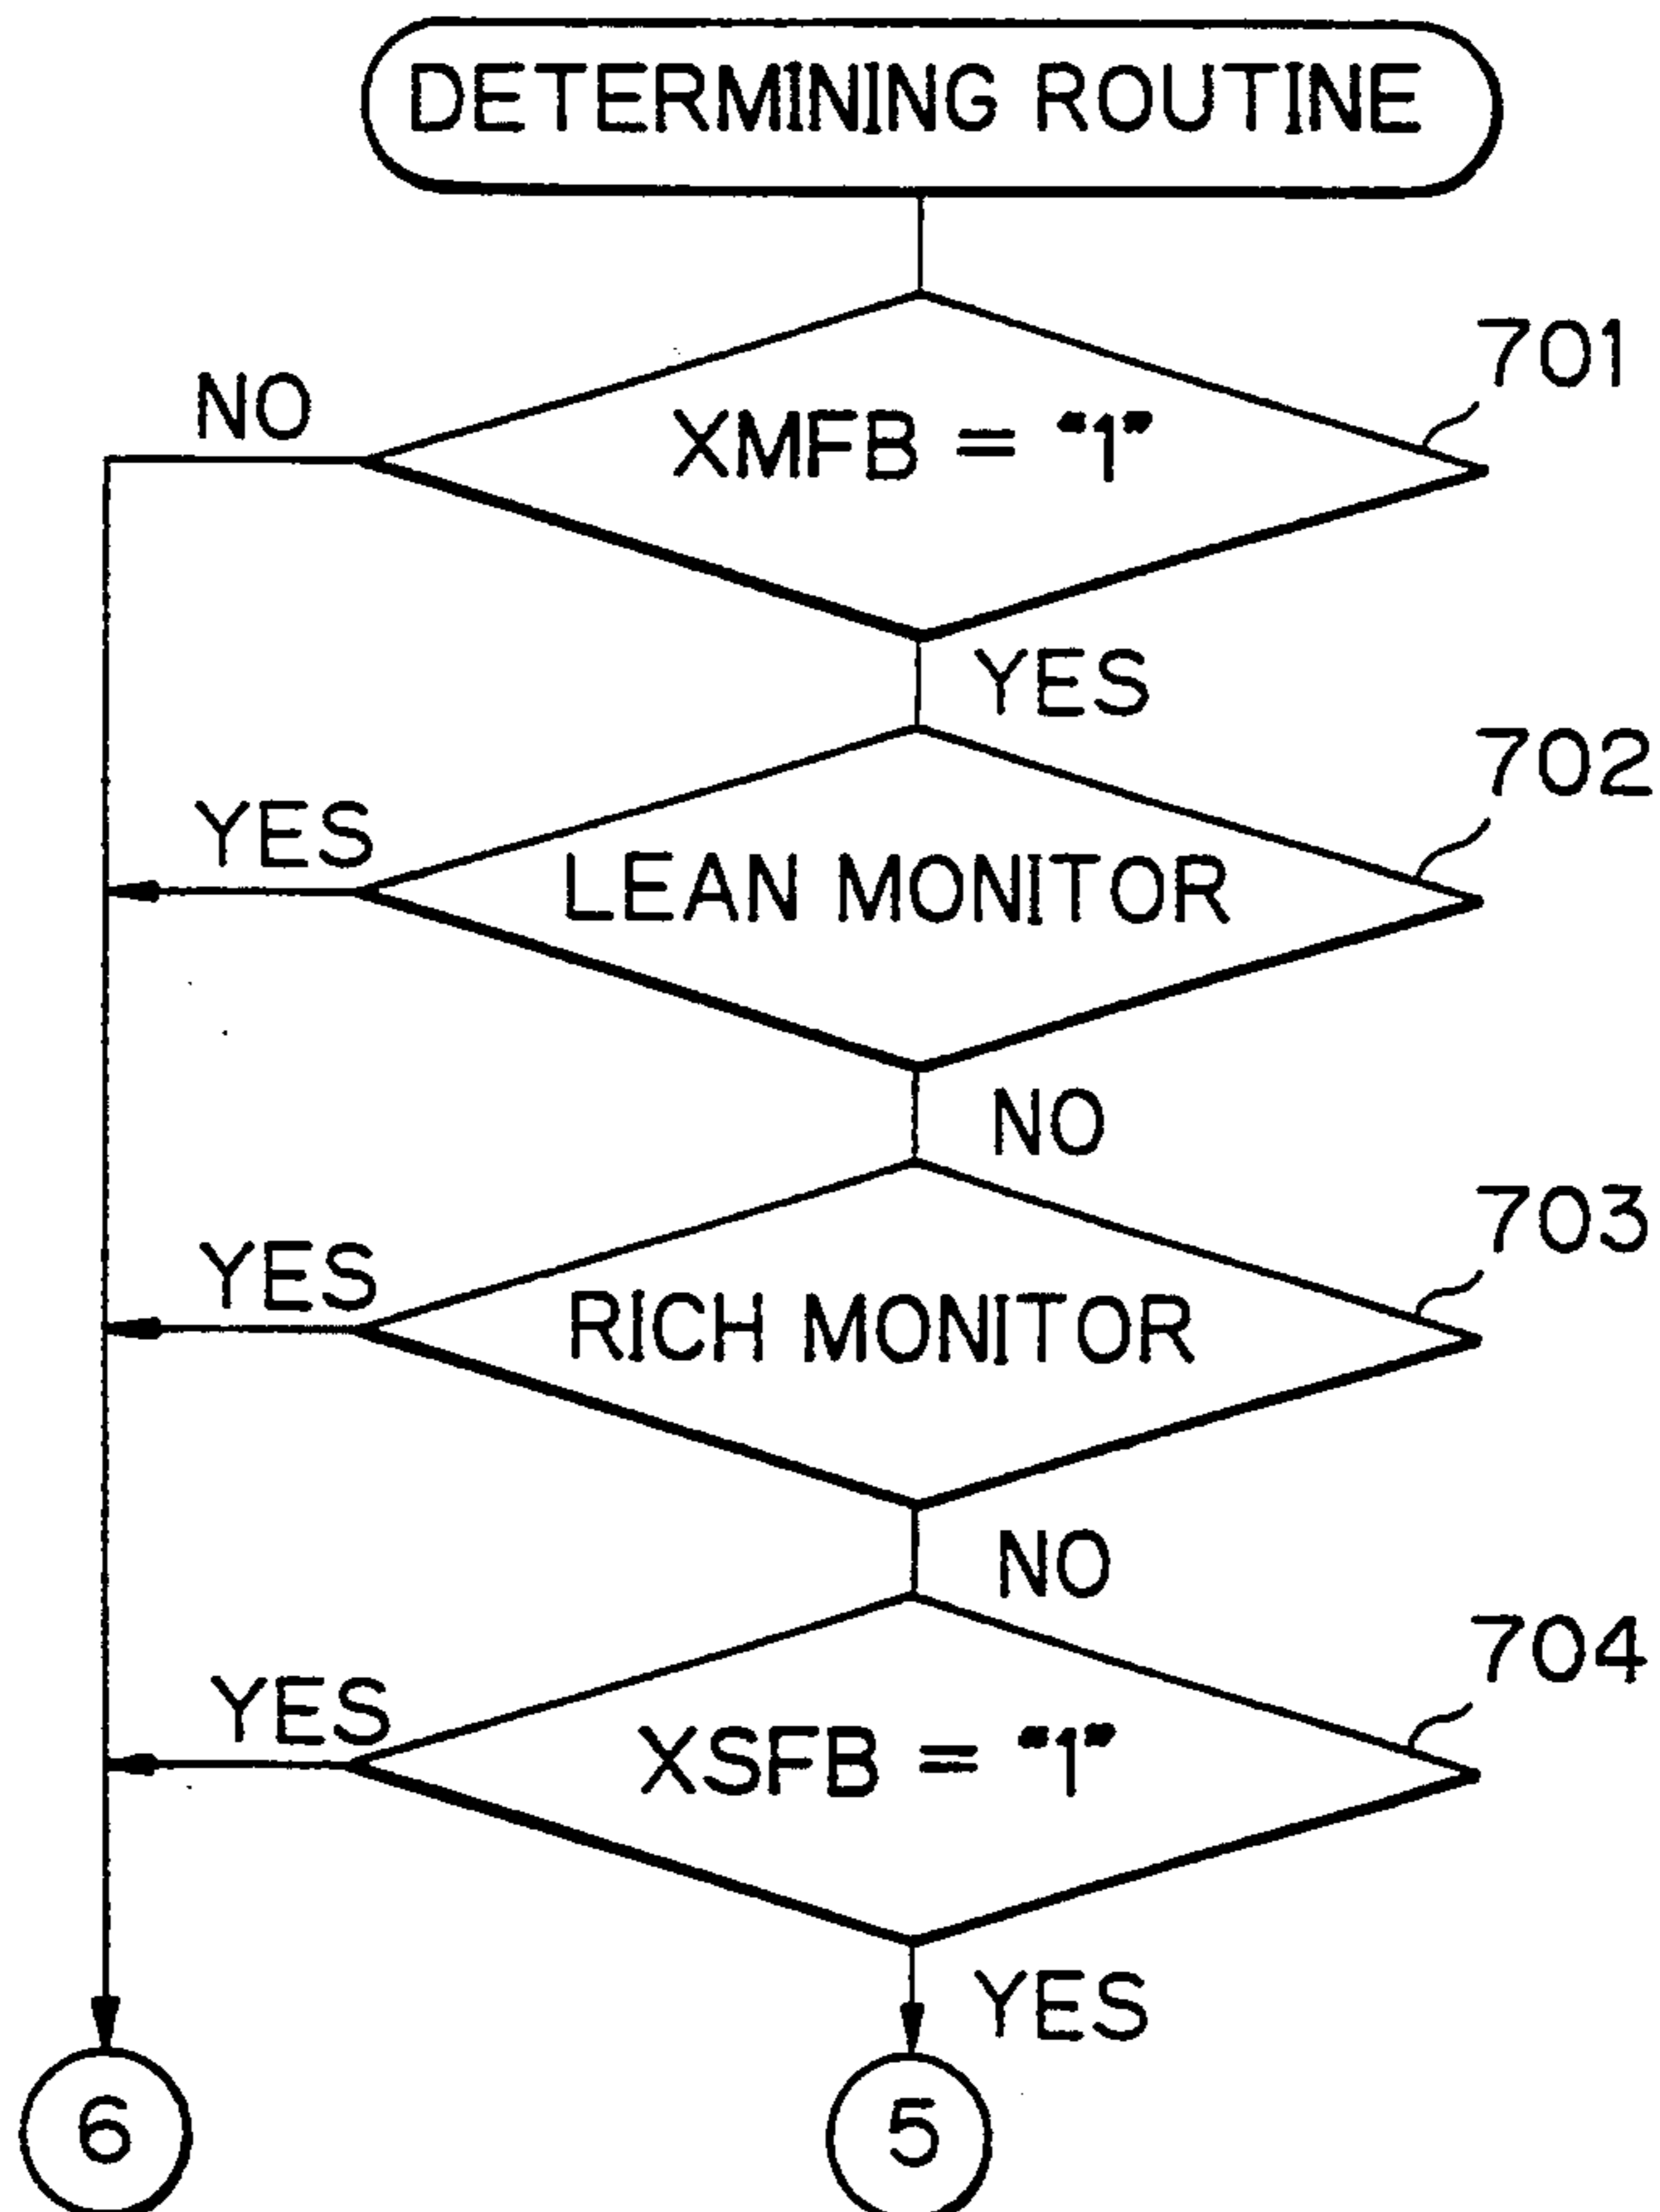 DETERMINING ROUTINE
701
NO
XMFB = "1"
YES
702
YES
LEAN MONITOR
NO
703
YES
RICH MONITOR
NO
704
YES
XSFB = "1"
YES
6
5